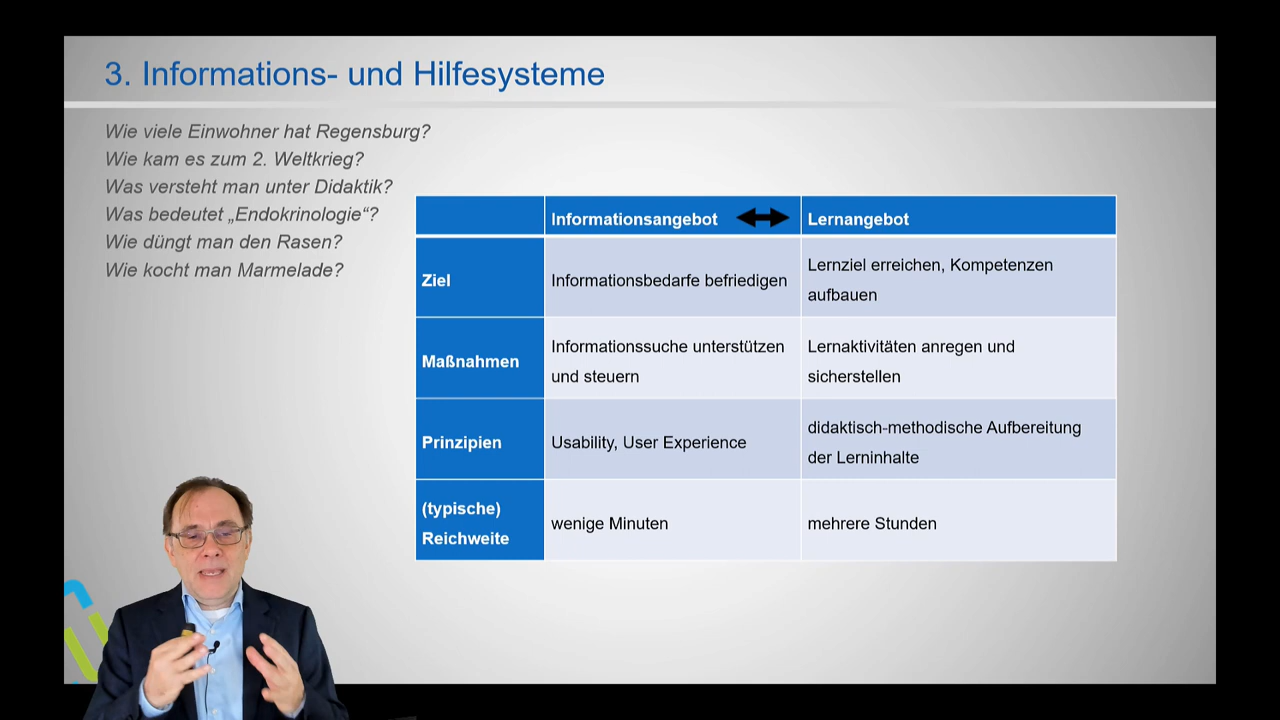 3. Informations- und Hilfesysteme
Wie viele Einwohner hat Regensburg?
Wie kam es zum 2. Weltkrieg?
Was versteht man unter Didaktik?
Was bedeutet „Endokrinologie“?
Wie düngt man den Rasen?
Wie kocht man Marmelade?
Informationsangebot Lernangebot
Ziel
Informationsbedarfe befriedigen
Lernziel erreichen, Kompetenzen
aufbauen
Maßnahmen
Informationssuche unterstützen
und steuern
Lernaktivitäten anregen und
sicherstellen
Prinzipien
Usability, User Experience
didaktisch-methodische Aufbereitung
der Lerninhalte
(typische)
Reichweite
wenige Minuten
mehrere Stunden